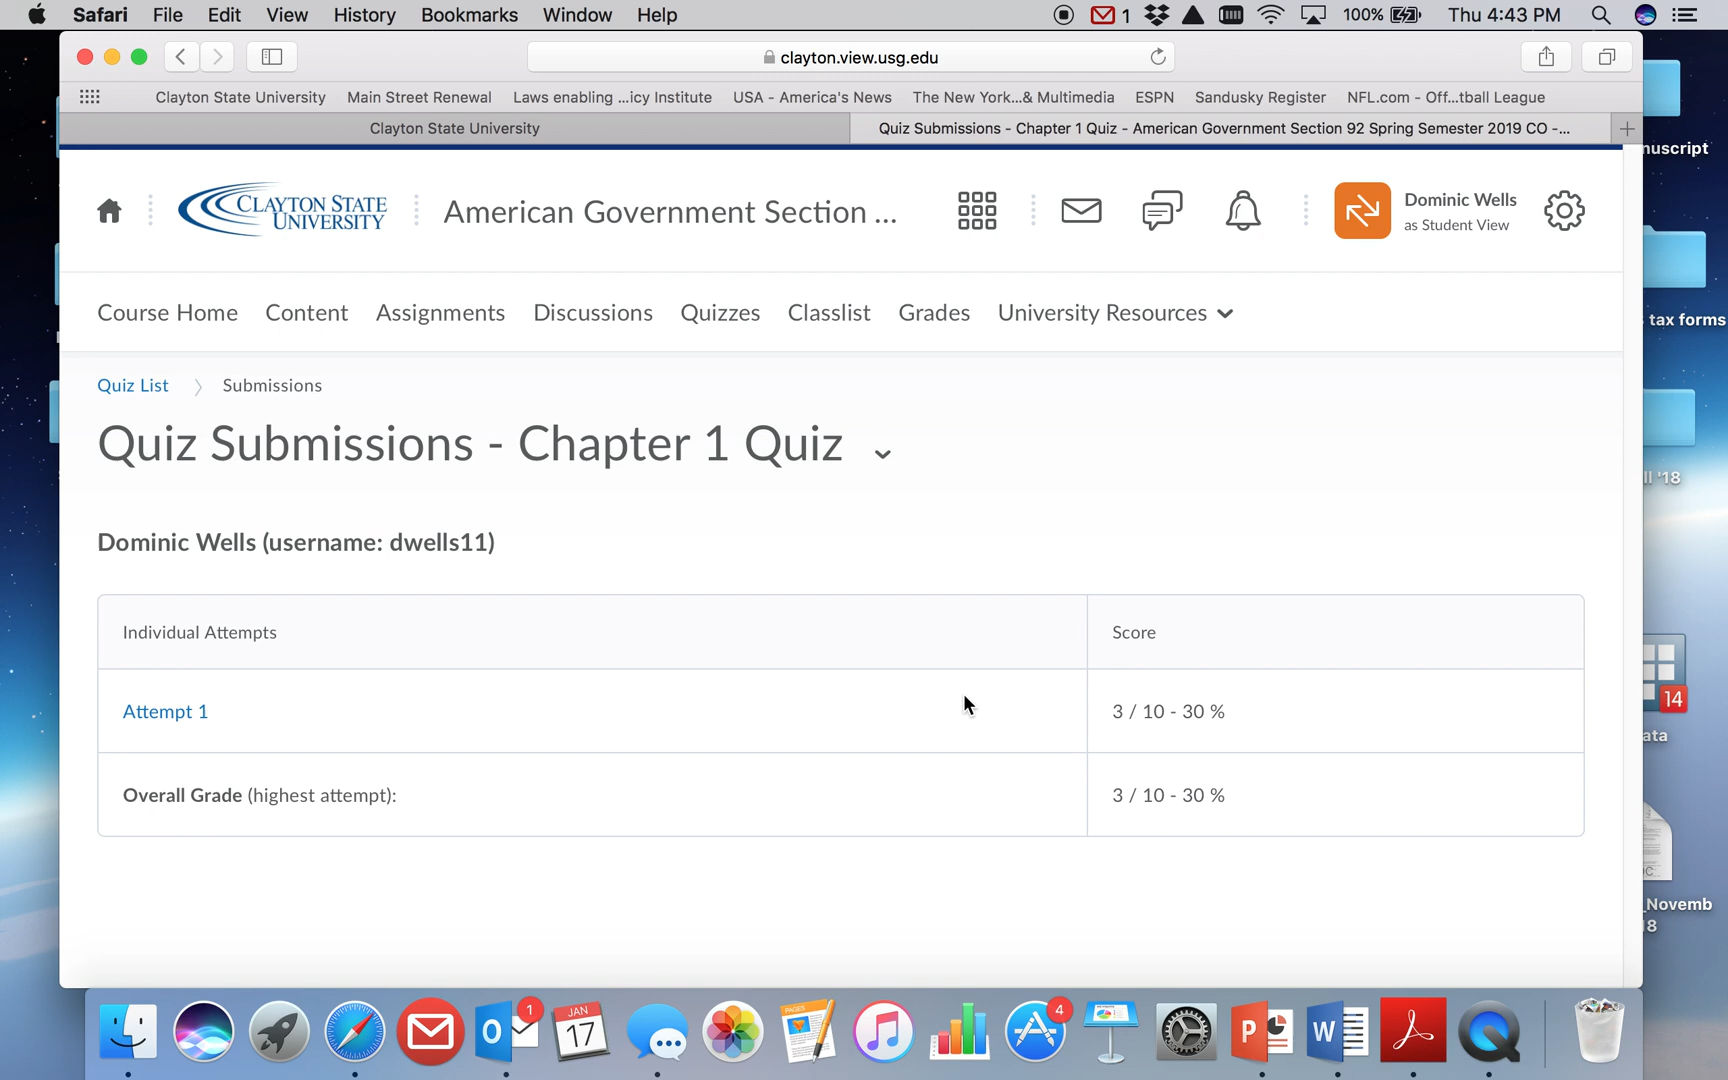 Safari File Edit View History Bookmarks Window Help 1 100% Thu 4:43 PM
clayton.view.usg.edu
Clayton State University Main Street Renewal Laws enabling ...icy Institute USA - America's News The New York...& Multimedia ESPN Sandusky Register NFL.com - Off...tball League
Clayton State University Quiz Submissions - Chapter 1 Quiz - American Government Section 92 Spring Semester 2019 CO -...
CLAYTON STATE
UNIVERSITY
American Government Section ...
Dominic Wells
as Student View
Course Home Content Assignments Discussions Quizzes Classlist Grades University Resources
Quiz List Submissions
Quiz Submissions - Chapter 1 Quiz
Dominic Wells (username: dwells11)
Individual Attempts Score
Attempt 1 3 / 10 - 30 %
Overall Grade (highest attempt): 3 / 10 - 30 %
nuscript
tax forms
ll '18
14
ata
Novemb
18
1
JAN
17
PAGES
4
O
P
W